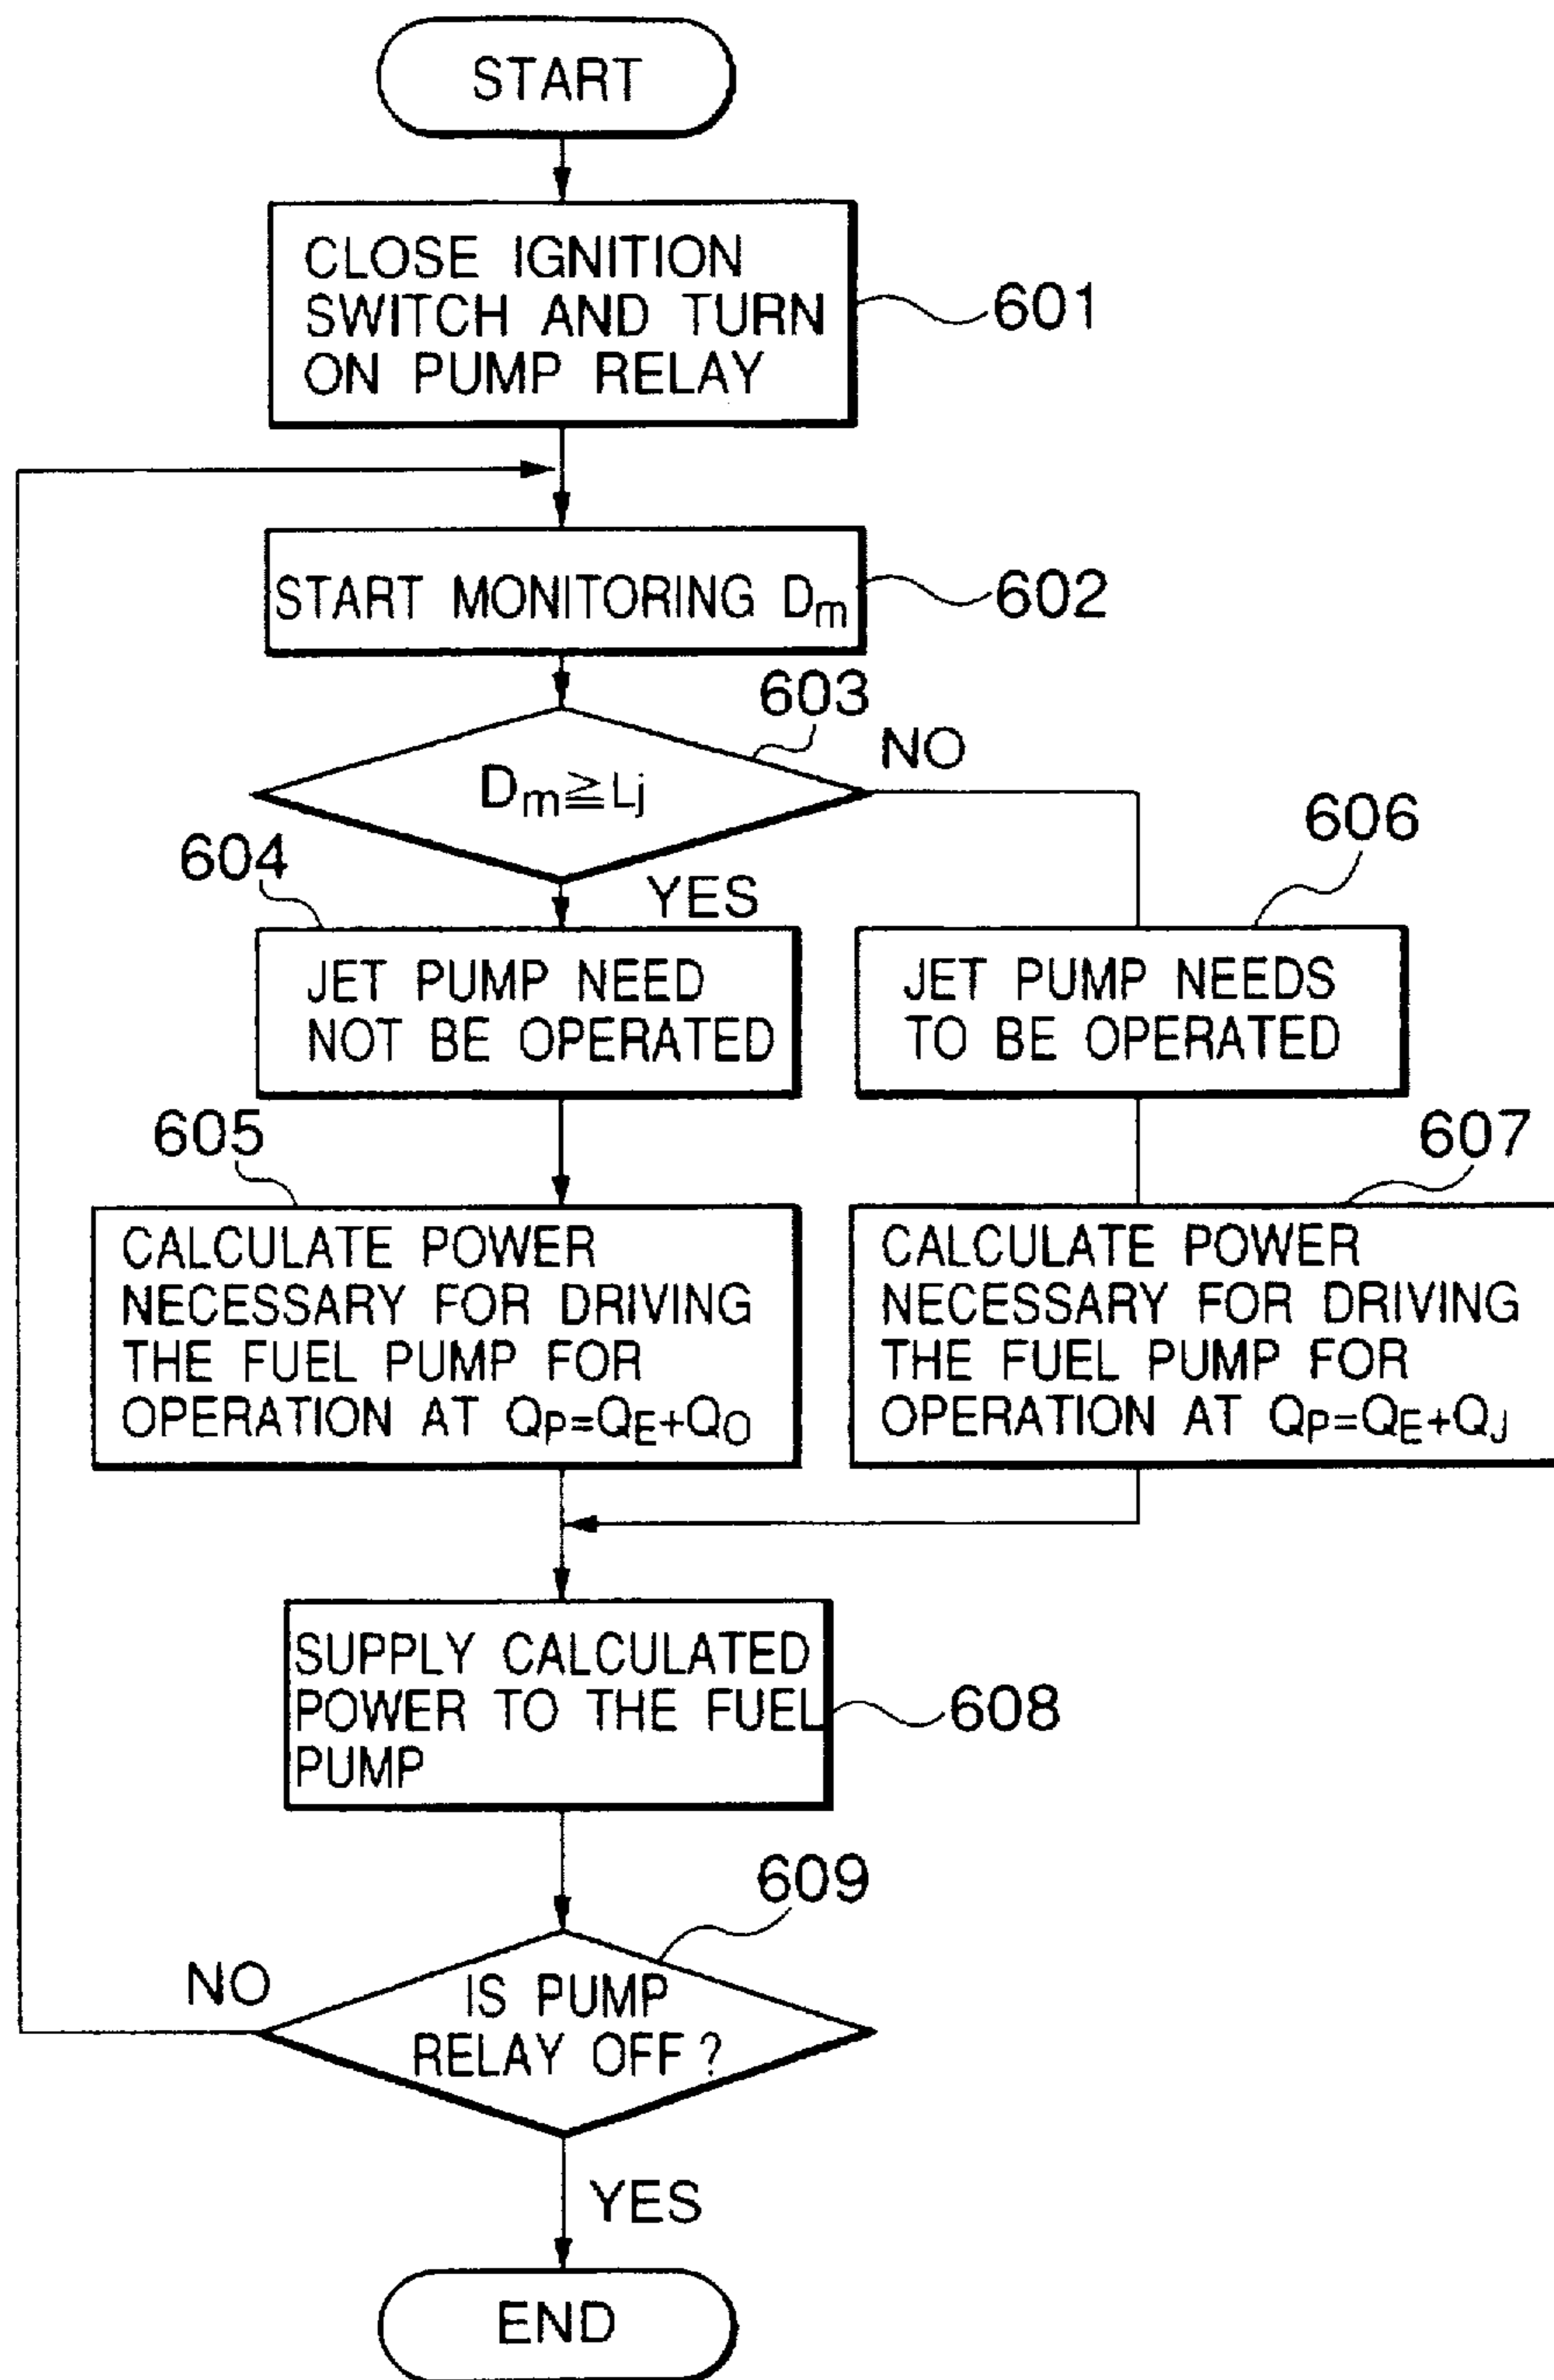 START
CLOSE IGNITION
SWITCH AND TURN
ON PUMP RELAY
601
START MONITORING Dm
602
603
Dm≧Lj
NO
YES
604
JET PUMP NEED
NOT BE OPERATED
606
JET PUMP NEEDS
TO BE OPERATED
605
CALCULATE POWER
NECESSARY FOR DRIVING
THE FUEL PUMP FOR
OPERATION AT QP=QE+QO
607
CALCULATE POWER
NECESSARY FOR DRIVING
THE FUEL PUMP FOR
OPERATION AT QP=QE+QJ
SUPPLY CALCULATED
POWER TO THE FUEL
PUMP
608
609
IS PUMP
RELAY OFF?
NO
YES
END